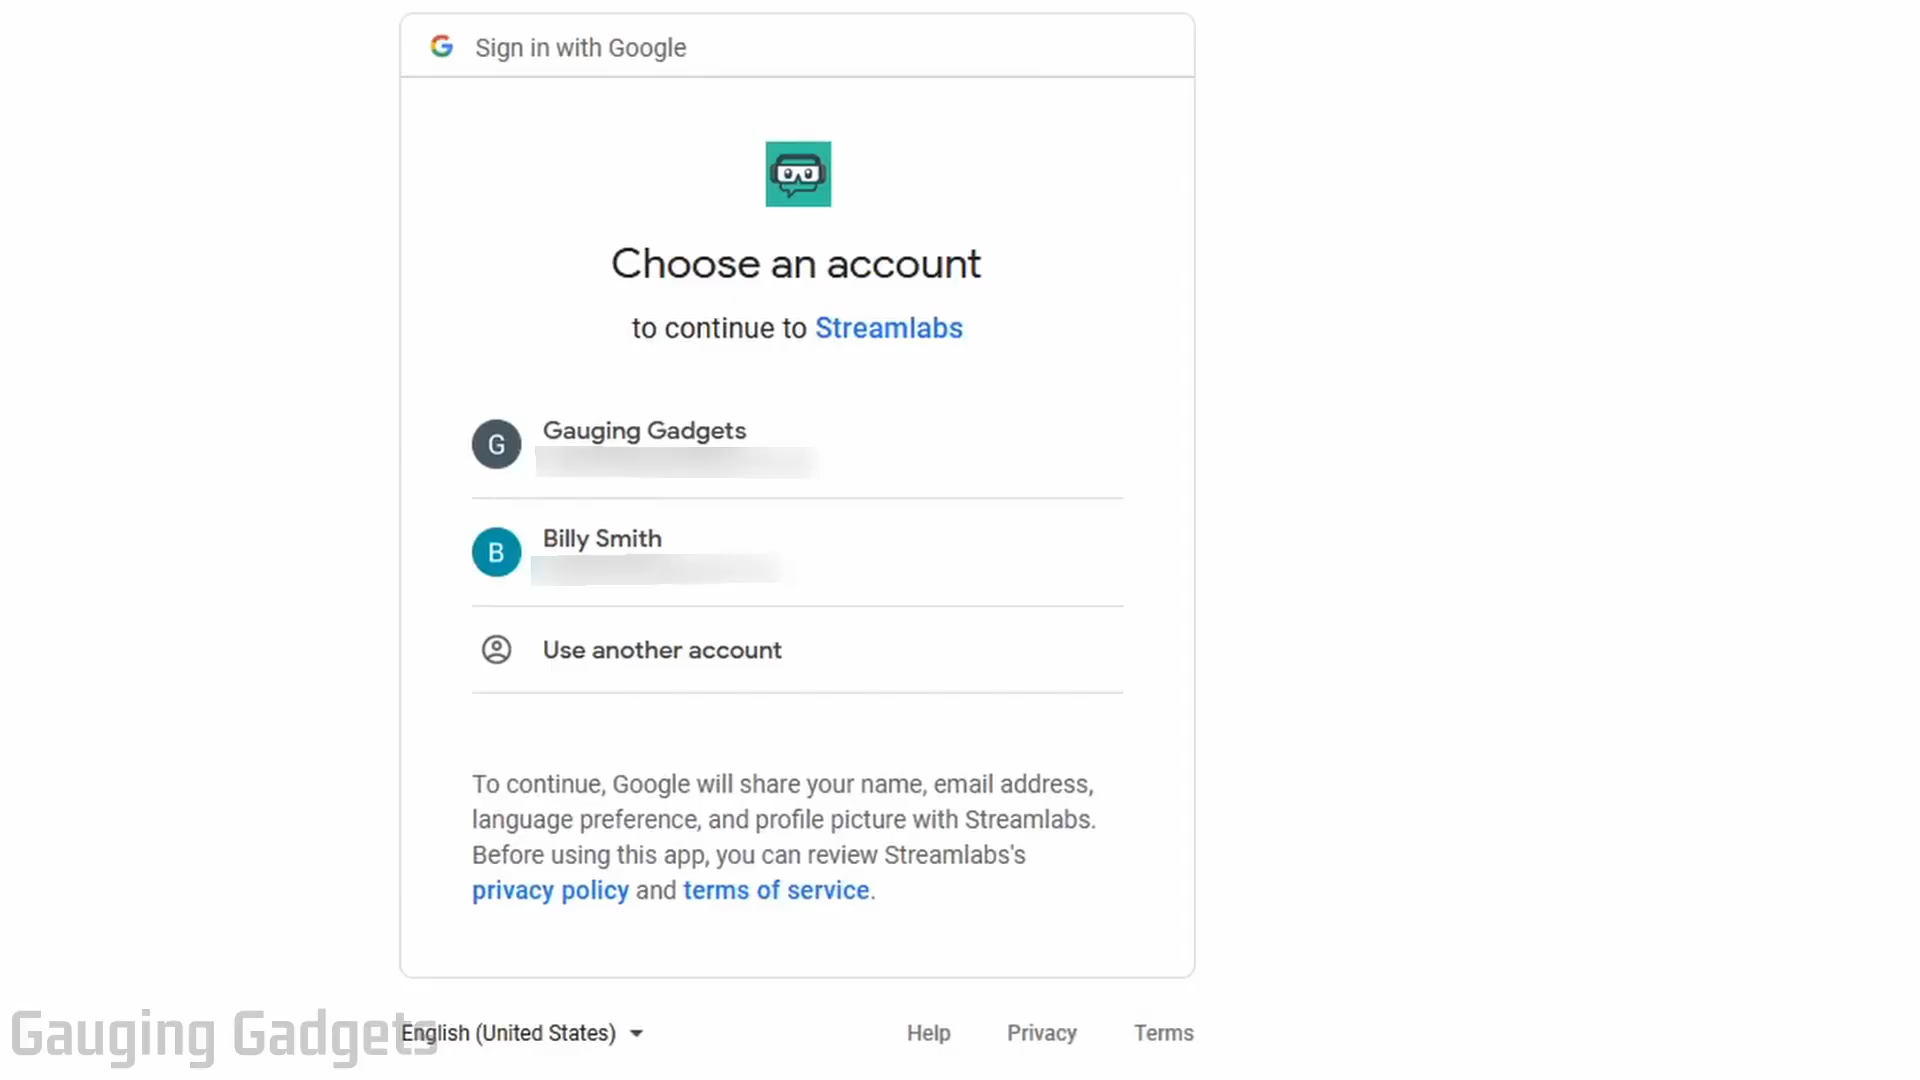 Sign in with Google
Choose an account
to continue to Streamlabs
G
Gauging Gadgets
B
Billy Smith
Use another account
To continue, Google will share your name, email address,
language preference, and profile picture with Streamlabs.
Before using this app, you can review Streamlabs's
privacy policy and terms of service.
Gauging Gadgets
English (United States)
Help
Privacy
Terms